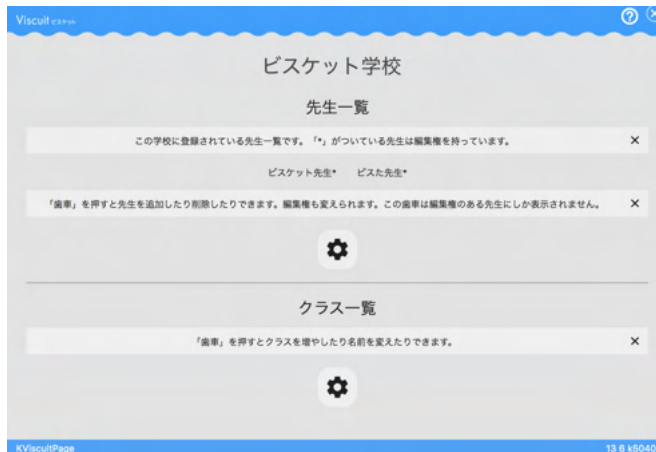 Viscuit ビスケット
ビスケット学校
先生一覧
この学校に登録されている先生一覧です。「*」がついている先生は編集権を持っています。
ビスケット先生* ビスた先生*
「歯車」を押すと先生を追加したり削除したりできます。編集権も変えられます。この歯車は編集権のある先生にしか表示されません。
クラス一覧
「歯車」を押すとクラスを増やしたり名前を変えたりできます。
KViscuitPage 13 6 k5040